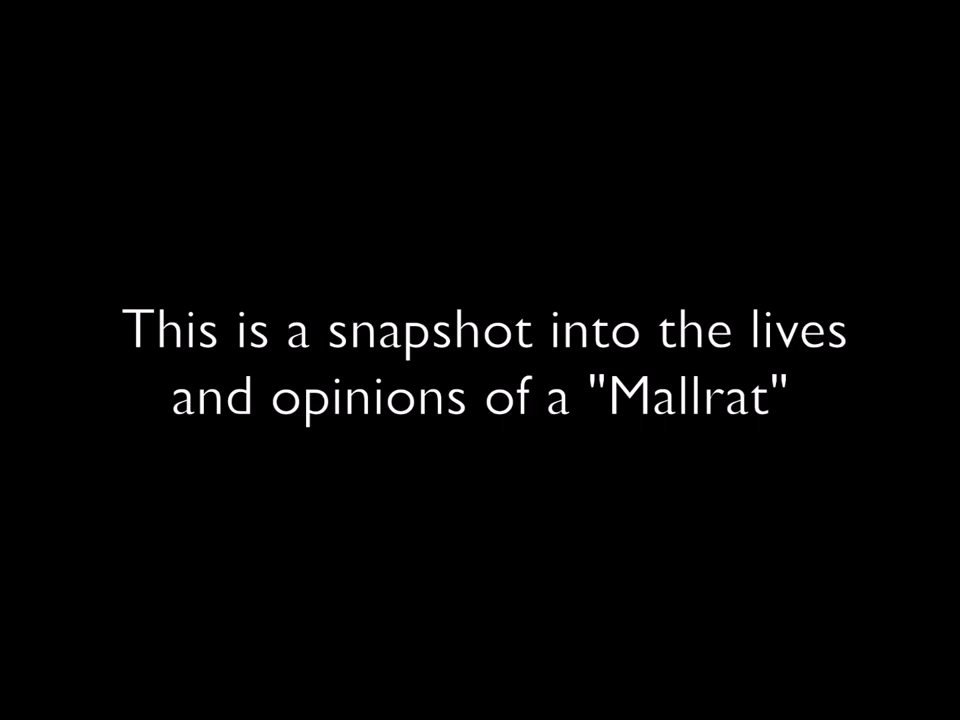 This is a snapshot into the lives
and opinions of a "Mallrat"